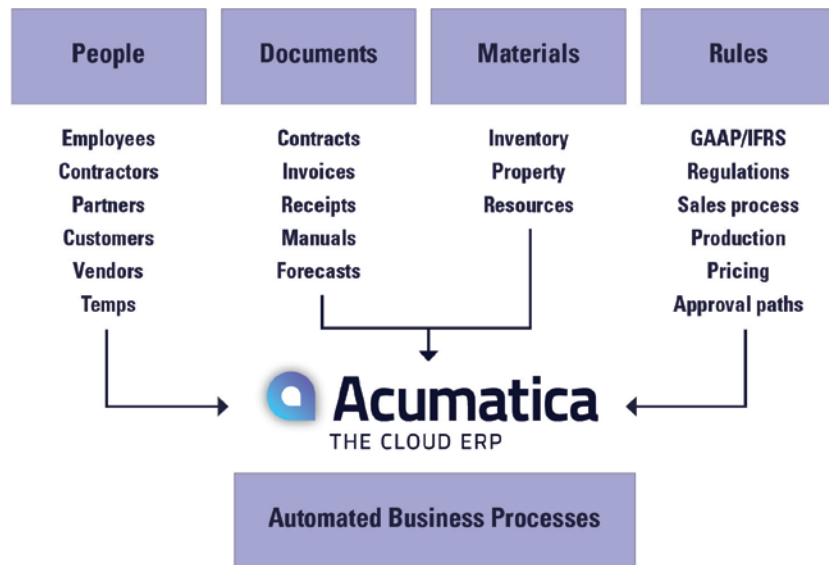 People
Employees
Contractors
Partners
Customers
Vendors
Temps
Documents
Contracts
Invoices
Receipts
Manuals
Forecasts
Materials
Inventory
Property
Resources
Rules
GAAP/IFRS
Regulations
Sales process
Production
Pricing
Approval paths
Acumatica
THE CLOUD ERP
Automated Business Processes